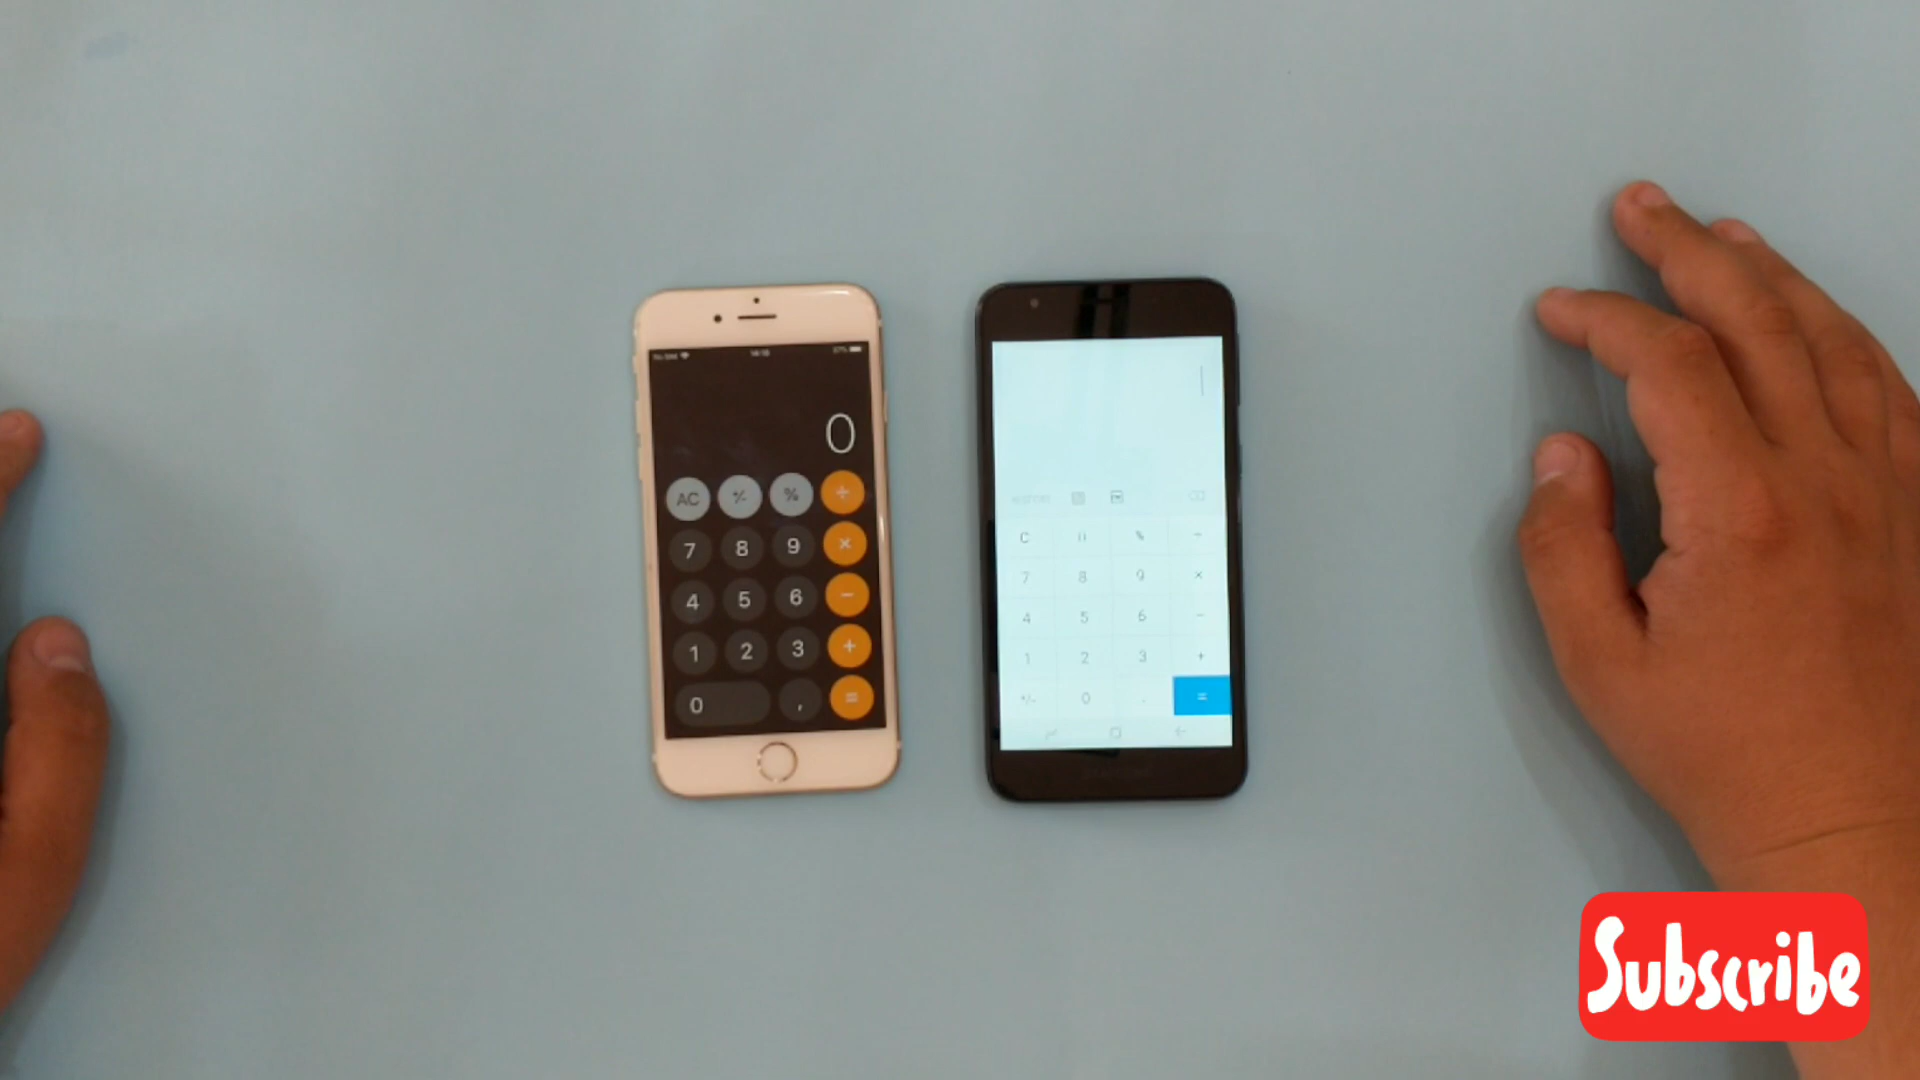 0
AC +/- % ÷
7 8 9 ×
4 5 6 −
1 2 3 +
0 , =
C () % ÷
7 8 9 ×
4 5 6 −
1 2 3 +
+/- 0 . =
Subscribe